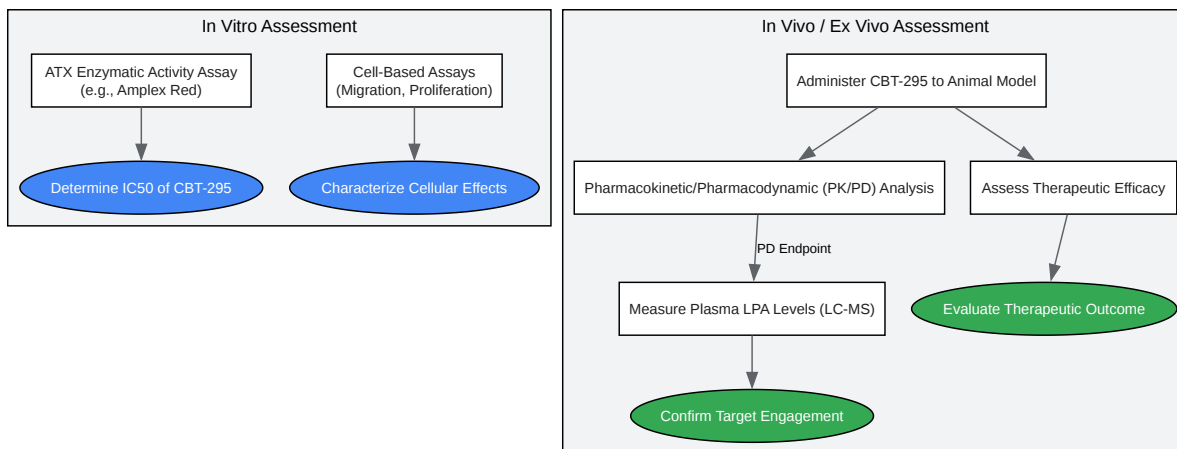 In Vitro Assessment
ATX Enzymatic Activity Assay
(e.g., Amplex Red)
Cell-Based Assays
(Migration, Proliferation)
Determine IC50 of CBT-295
Characterize Cellular Effects
In Vivo / Ex Vivo Assessment
Administer CBT-295 to Animal Model
Pharmacokinetic/Pharmacodynamic (PK/PD) Analysis
Assess Therapeutic Efficacy
PD Endpoint
Measure Plasma LPA Levels (LC-MS)
Evaluate Therapeutic Outcome
Confirm Target Engagement